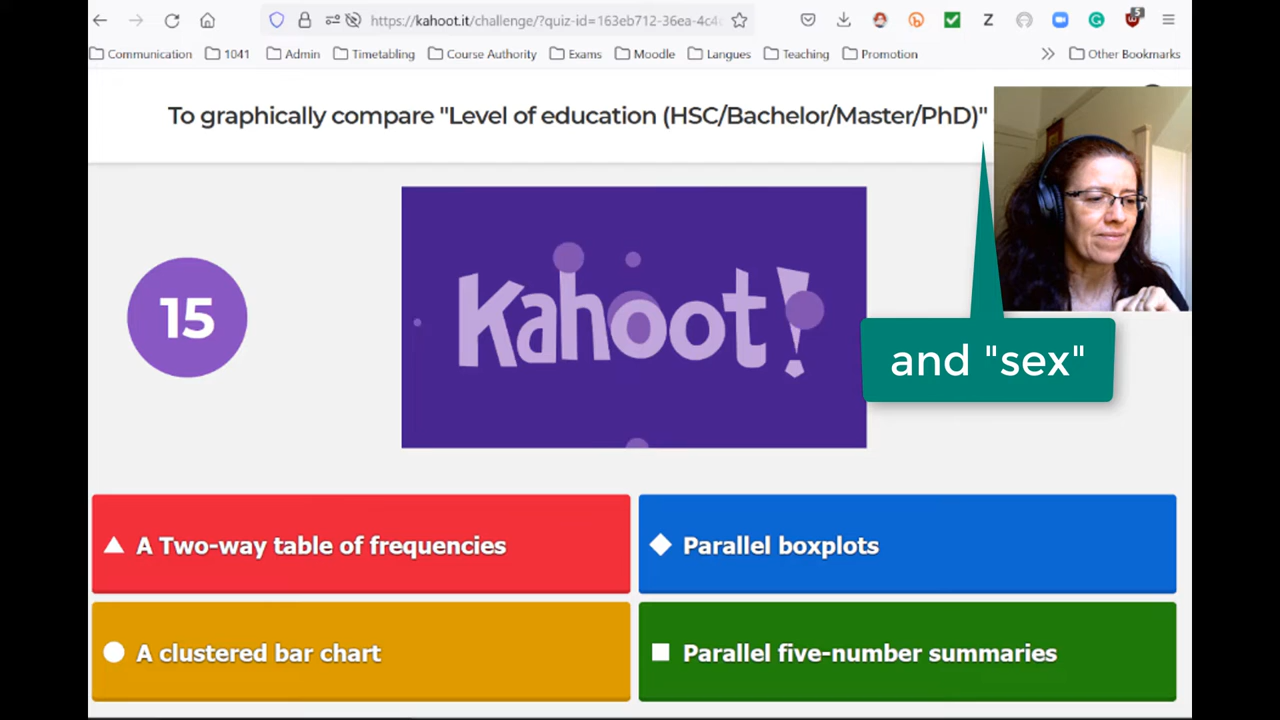 https://kahoot.it/challenge/?quiz-id=163eb712-36ea-4c4c
5
Communication 1041 Admin Timetabling Course Authority Exams Moodle Langues Teaching Promotion Other Bookmarks
To graphically compare "Level of education (HSC/Bachelor/Master/PhD)"
15
Kahoot!
and "sex"
A Two-way table of frequencies
Parallel boxplots
A clustered bar chart
Parallel five-number summaries